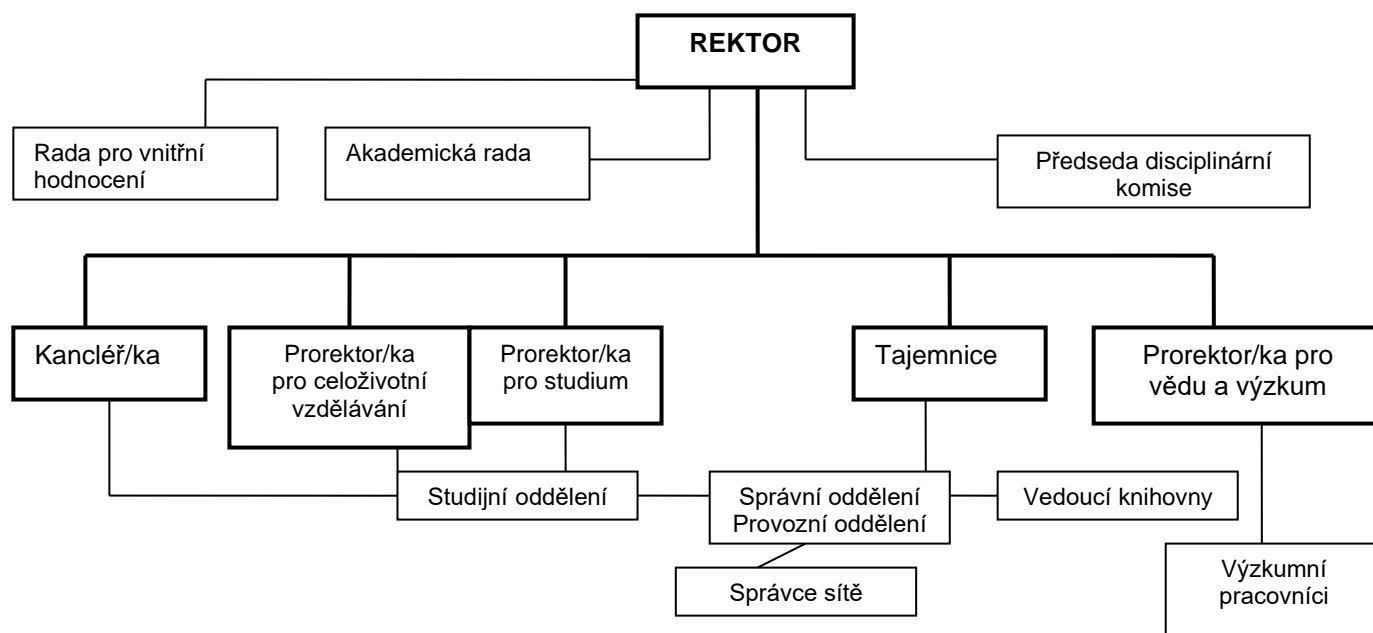 REKTOR
Rada pro vnitřní
hodnocení
Akademická rada
Předseda disciplinární
komise
Kancléř/ka
Prorektor/ka
pro celoživotní
vzdělávání
Prorektor/ka
pro studium
Tajemnice
Prorektor/ka pro
vědu a výzkum
Studijní oddělení
Správní oddělení
Provozní oddělení
Vedoucí knihovny
Správce sítě
Výzkumní
pracovníci